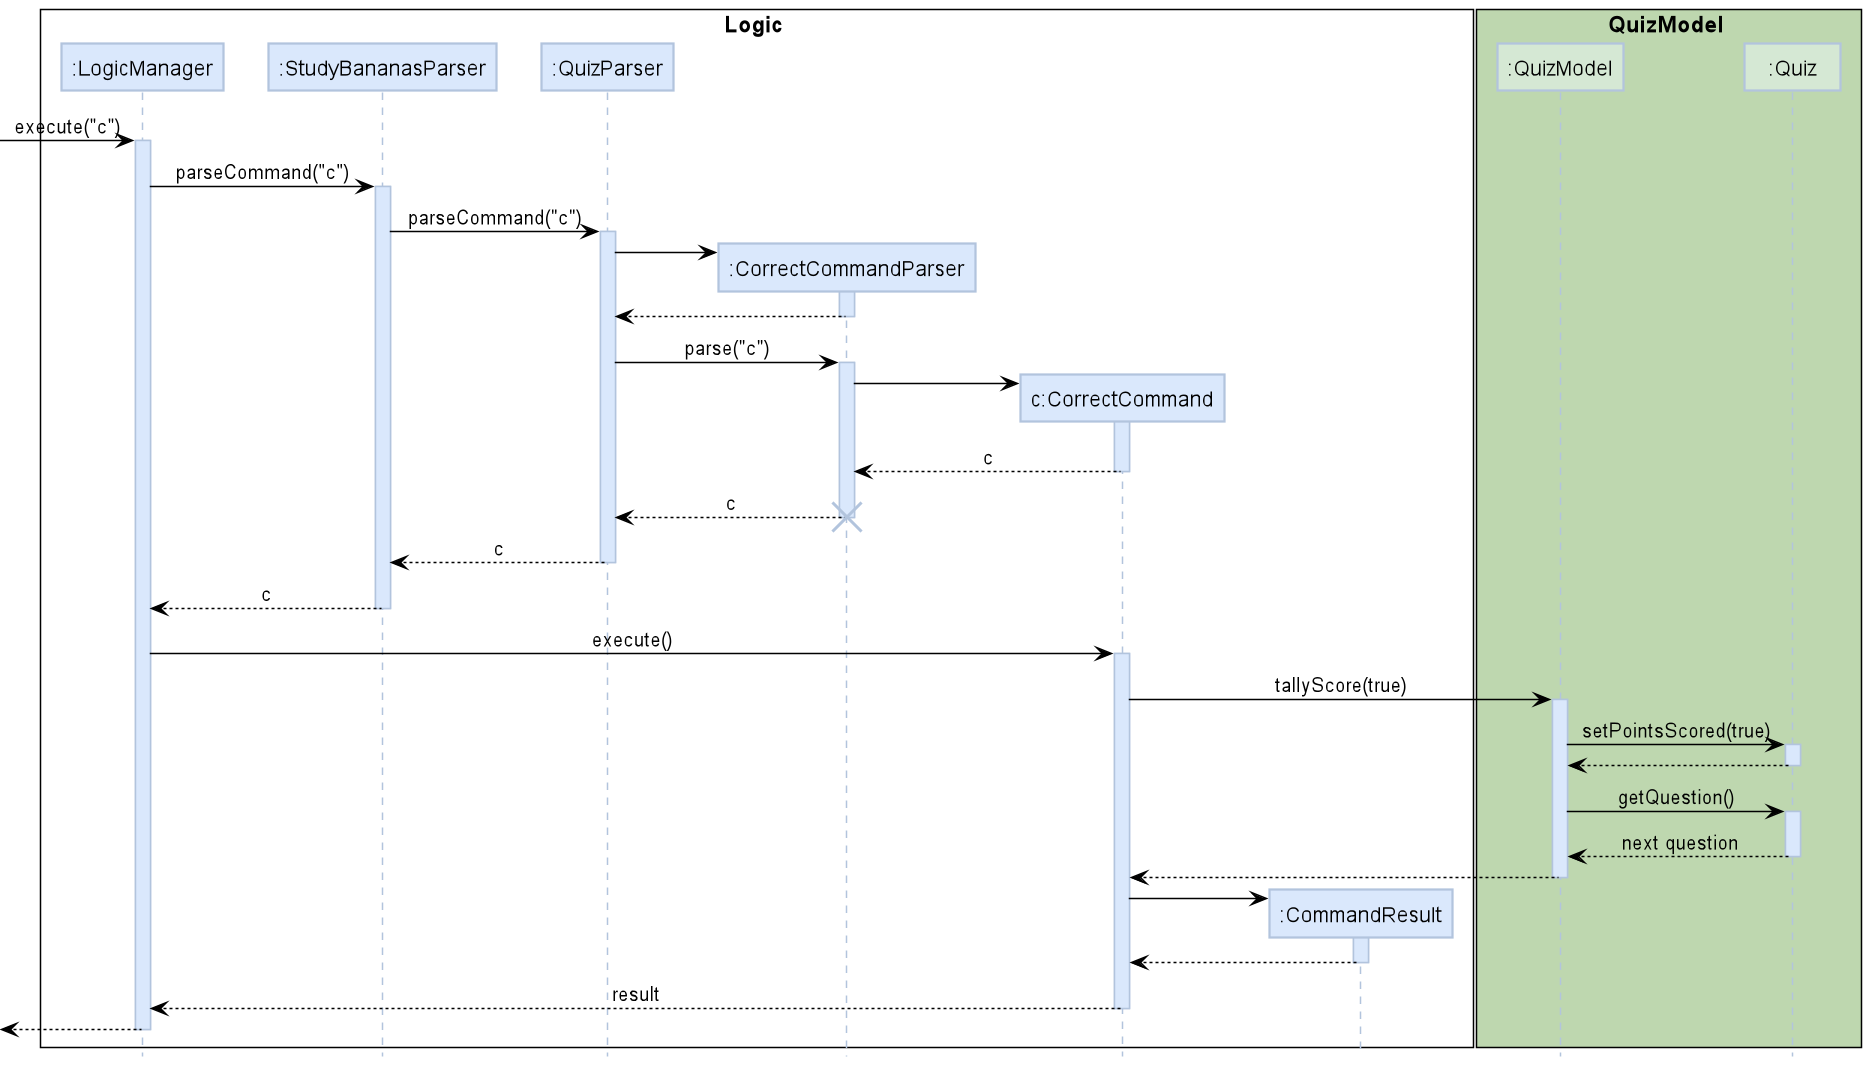 Logic
QuizModel
:LogicManager
:StudyBananasParser
:QuizParser
:QuizModel
:Quiz
execute("c")
parseCommand("c")
parseCommand("c")
:CorrectCommandParser
parse("c")
c:CorrectCommand
c
c
c
c
execute()
tallyScore(true)
setPointsScored(true)
getQuestion()
next question
:CommandResult
result